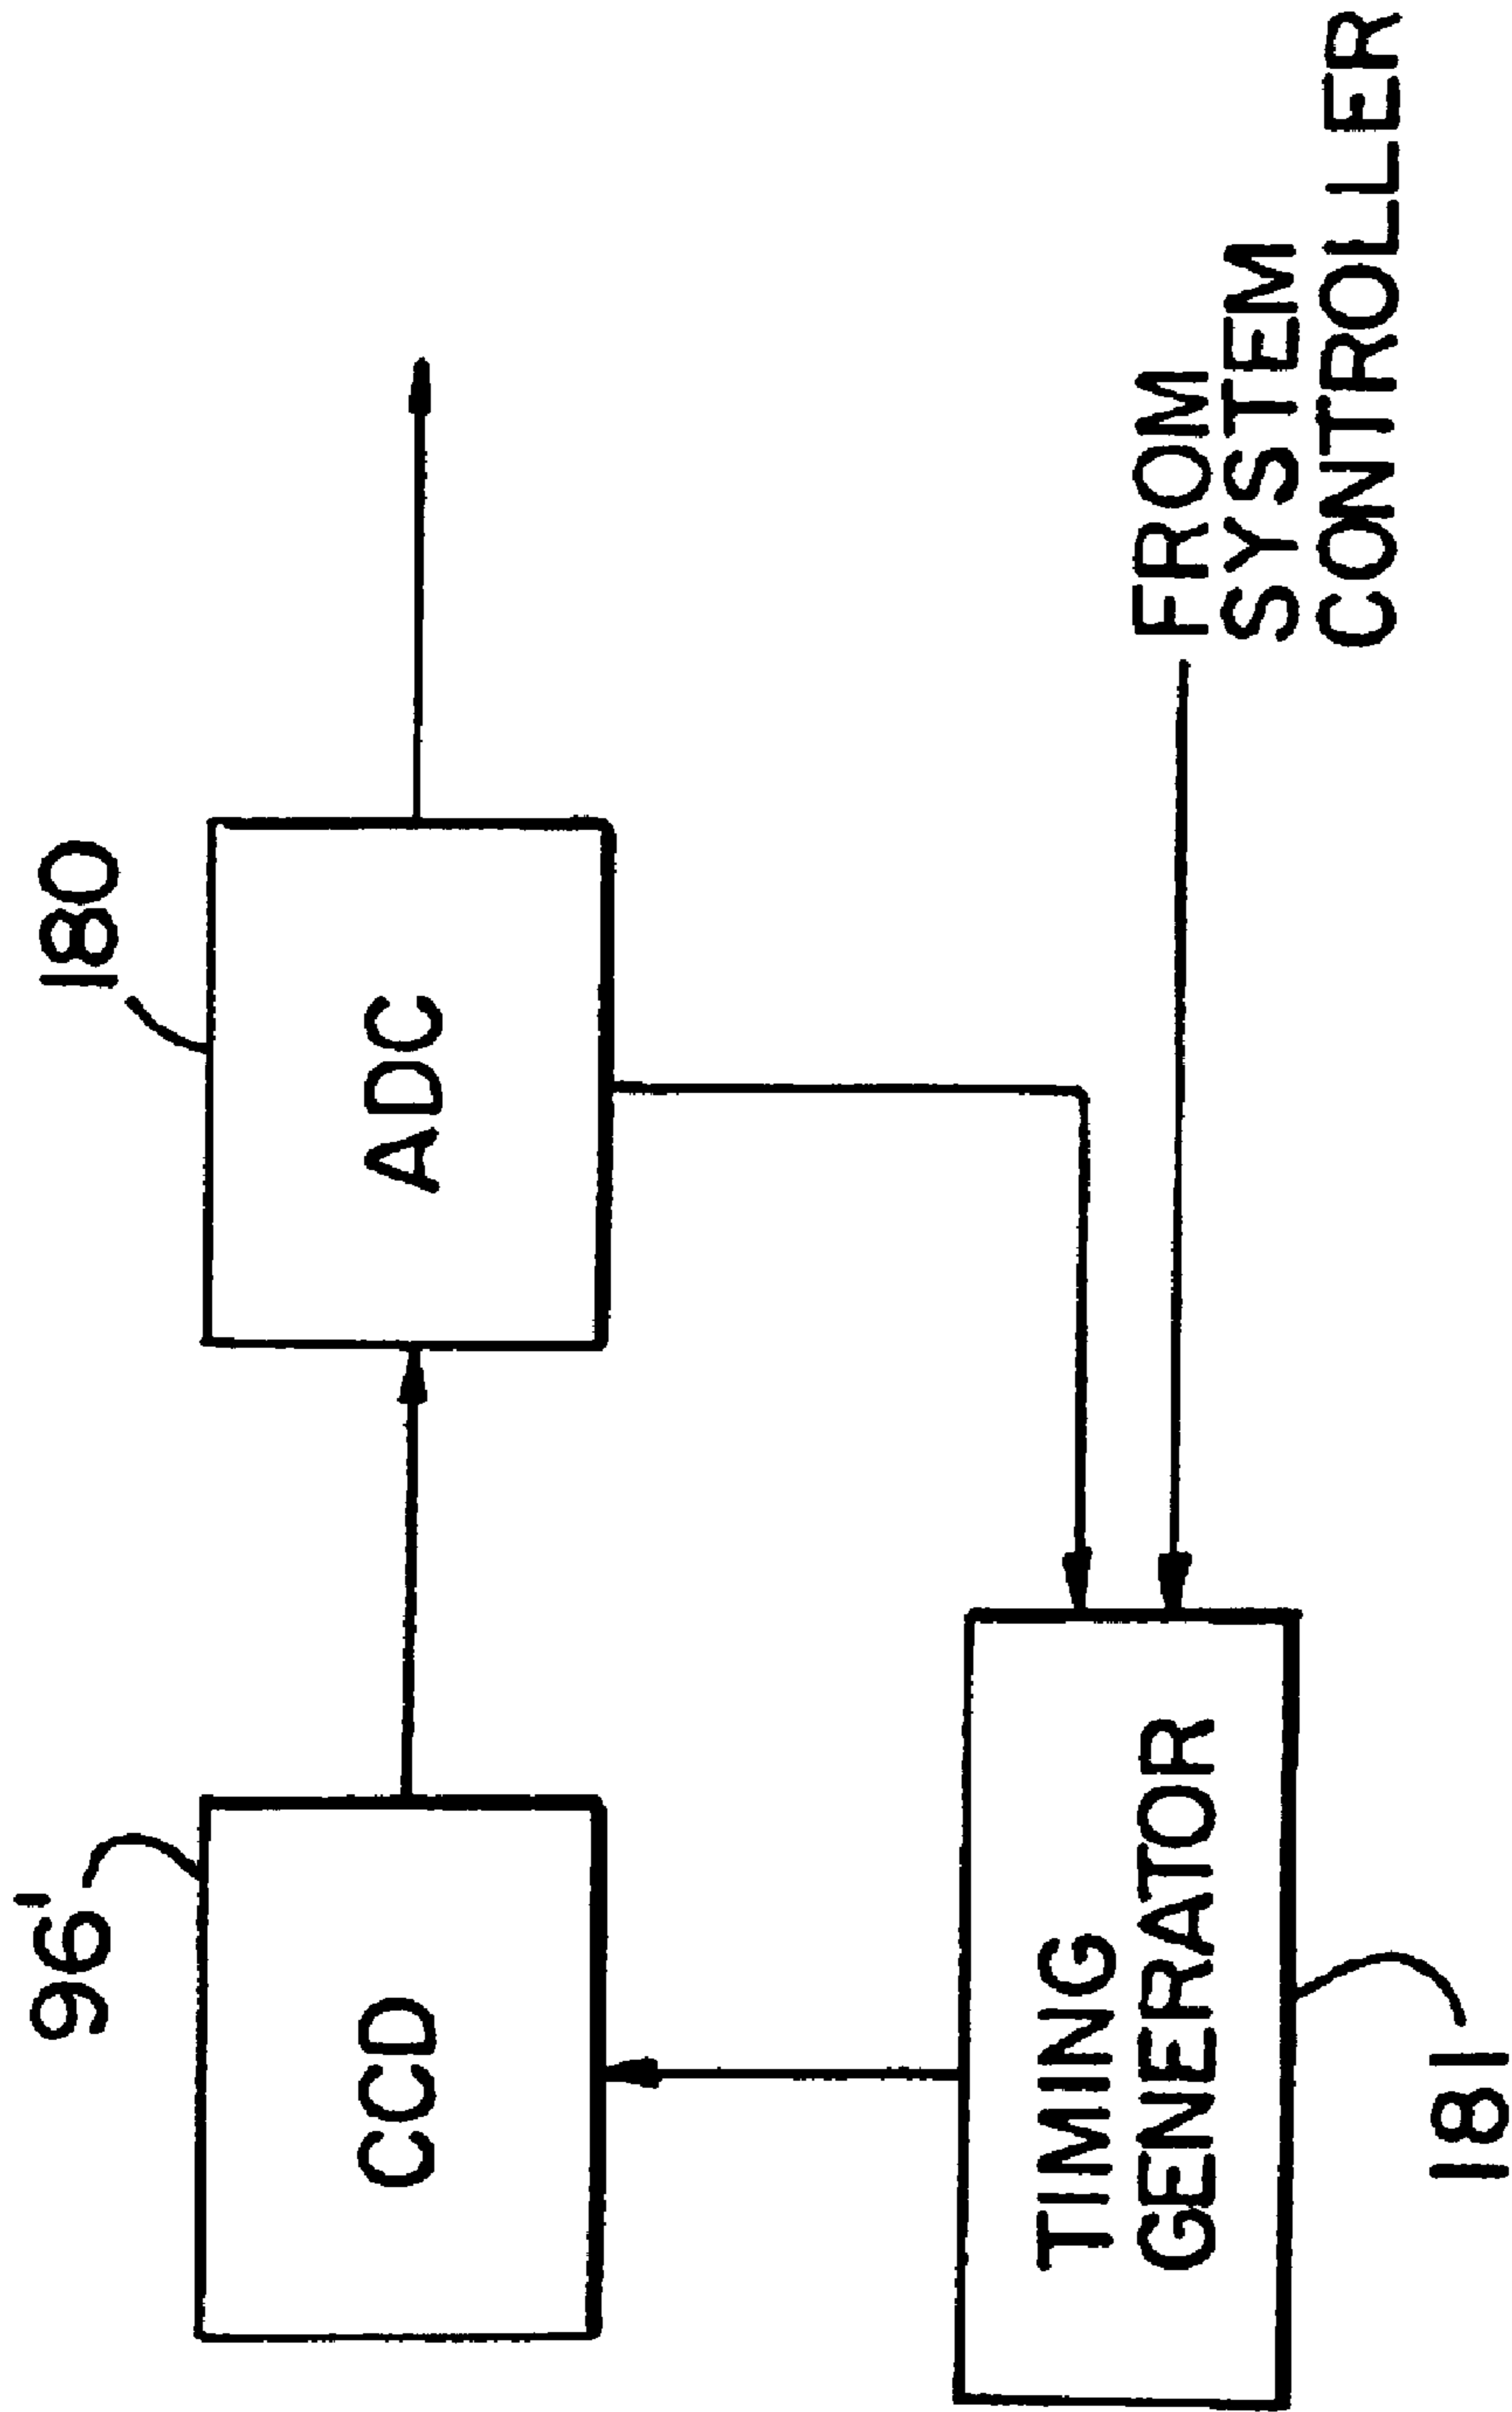 96'
180
CCD
ADC
TIMING
GENERATOR
FROM
SYSTEM
CONTROLLER
181